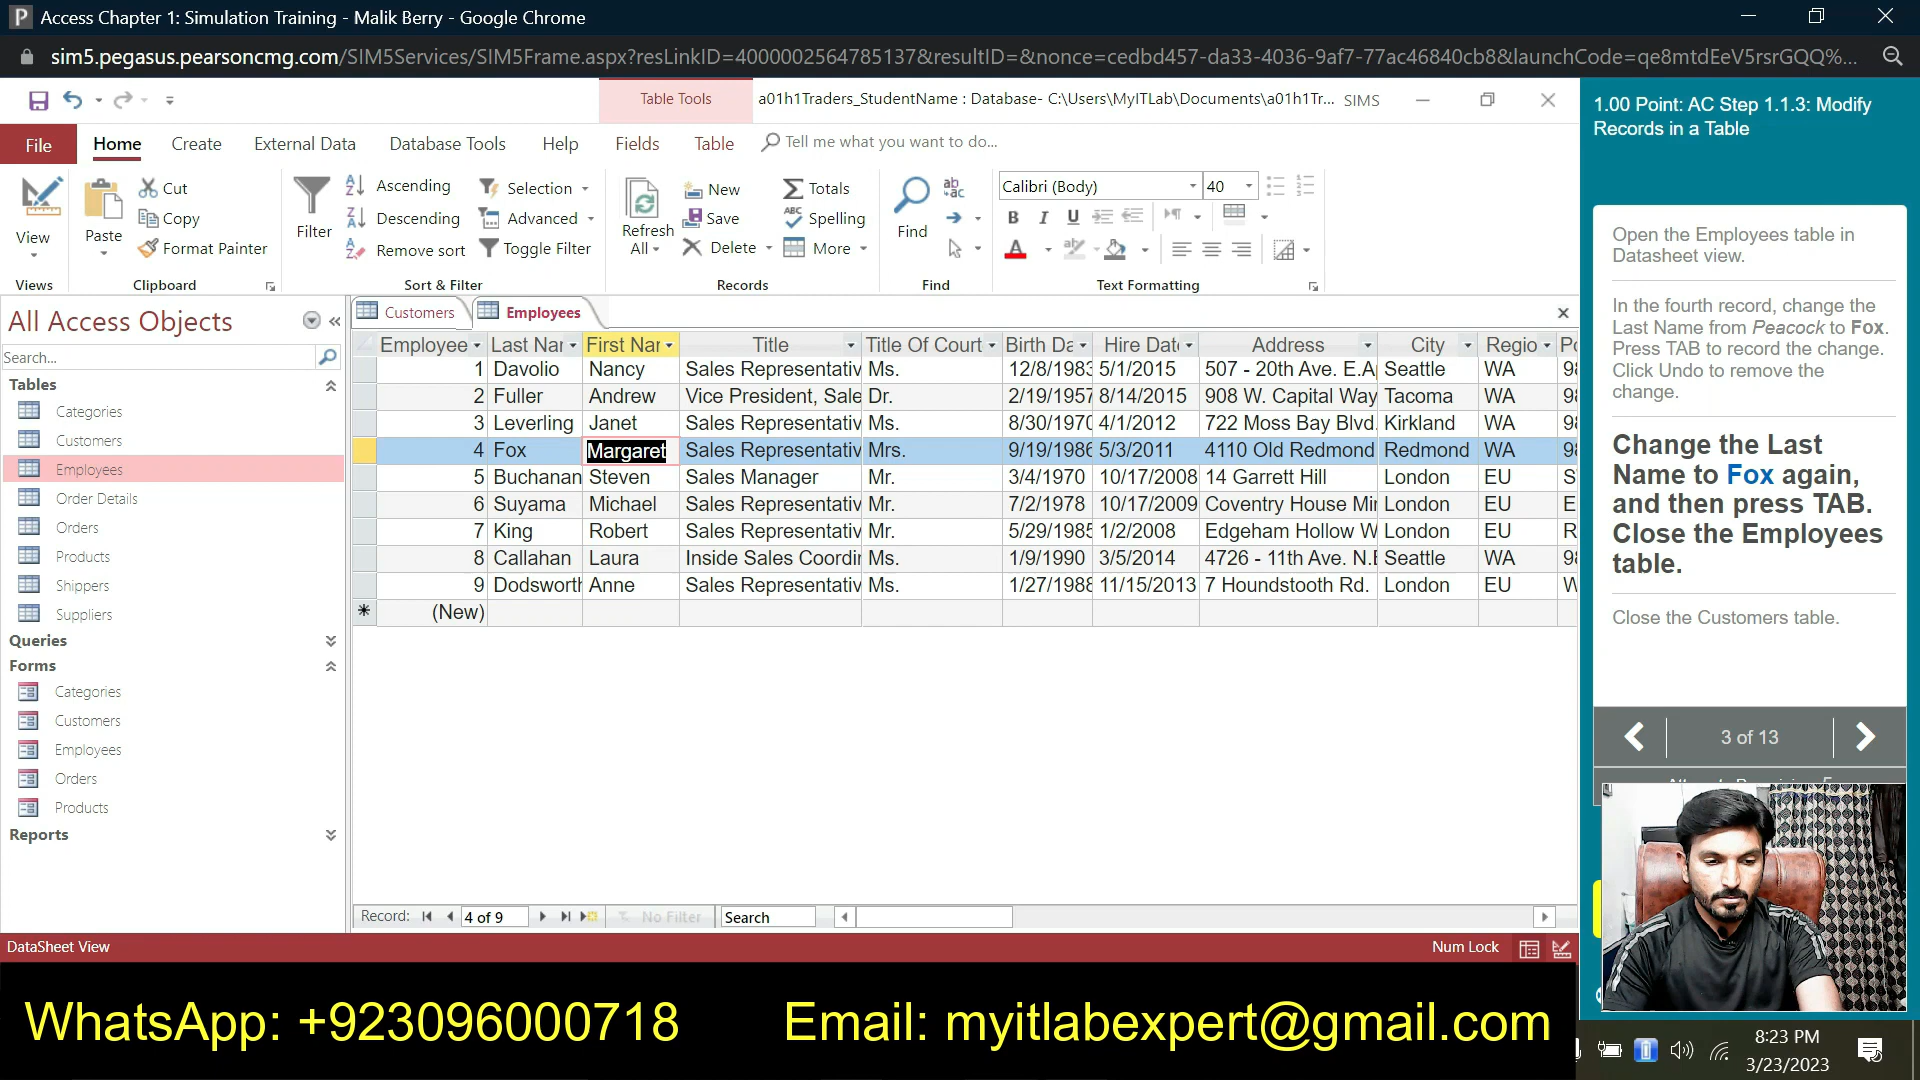 Access Chapter 1: Simulation Training - Malik Berry - Google Chrome
sim5.pegasus.pearsoncmg.com/SIM5Services/SIM5Frame.aspx?resLinkID=4000002564785137&resultID=&nonce=cedbd457-da33-4036-9af7-77ac46840cb8&launchCode=qe8mtdEeV5rsrGQQ%...
Table Tools
a01h1Traders_StudentName : Database- C:\Users\MyITLab\Documents\a01h1Tr... SIMS
File Home Create External Data Database Tools Help Fields Table Tell me what you want to do...
View
Views
Paste
Cut
Copy
Format Painter
Clipboard
Filter
Ascending
Descending
Remove sort
Selection
Advanced
Toggle Filter
Sort & Filter
Refresh
All
New
Save
Delete
Totals
Spelling
More
Records
Find
Find
Calibri (Body) 40
B I U
Text Formatting
All Access Objects
Search...
Tables
Categories
Customers
Employees
Order Details
Orders
Products
Shippers
Suppliers
Queries
Forms
Categories
Customers
Employees
Orders
Products
Reports
Customers Employees
Employee Last Nar First Nar Title Title Of Court Birth Da Hire Date Address City Regio Po
1 Davolio Nancy Sales Representativ Ms. 12/8/1983 5/1/2015 507 - 20th Ave. E.A Seattle WA 98
2 Fuller Andrew Vice President, Sale Dr. 2/19/1957 8/14/2015 908 W. Capital Way Tacoma WA 98
3 Leverling Janet Sales Representativ Ms. 8/30/1970 4/1/2012 722 Moss Bay Blvd. Kirkland WA 98
4 Fox Margaret Sales Representativ Mrs. 9/19/1986 5/3/2011 4110 Old Redmond Redmond WA 98
5 Buchanan Steven Sales Manager Mr. 3/4/1970 10/17/2008 14 Garrett Hill London EU S
6 Suyama Michael Sales Representativ Mr. 7/2/1978 10/17/2009 Coventry House Mir London EU E
7 King Robert Sales Representativ Mr. 5/29/1985 1/2/2008 Edgeham Hollow W London EU R
8 Callahan Laura Inside Sales Coordir Ms. 1/9/1990 3/5/2014 4726 - 11th Ave. N.E Seattle WA 98
9 Dodsworth Anne Sales Representativ Ms. 1/27/1988 11/15/2013 7 Houndstooth Rd. London EU W
(New)
Record: 4 of 9 No Filter Search
DataSheet View Num Lock
1.00 Point: AC Step 1.1.3: Modify
Records in a Table
Open the Employees table in
Datasheet view.
In the fourth record, change the
Last Name from Peacock to Fox.
Press TAB to record the change.
Click Undo to remove the
change.
Change the Last
Name to Fox again,
and then press TAB.
Close the Employees
table.
Close the Customers table.
3 of 13
WhatsApp: +923096000718 Email: myitlabexpert@gmail.com
8:23 PM
3/23/2023